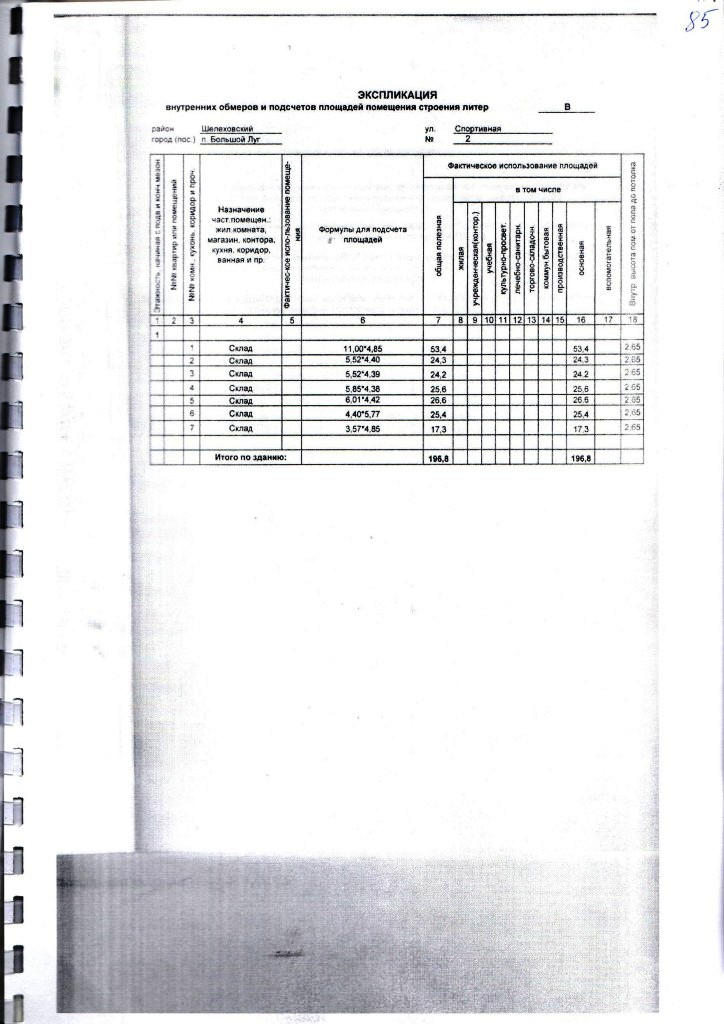 85
ЭКСПЛИКАЦИЯ
внутренних обмеров и подсчетов площадей помещения строения литер В
район Шелеховский ул. Спортивная
город (пос.) п. Большой Луг № 2
Этажность, начиная с подв и конч мезон
№№ квартир или помещений
№№ комн., кухонь, коридор и проч.
Назначение
част.помещен.:
жил.комната,
магазин, контора,
кухня, коридор,
ванная и пр.
Фактичес-кое испо-льзование помеще-
ния
Формулы для подсчета
площадей
Фактическое использование площадей
общая полезная
в том числе
жилая
учрежденческая(контор.)
учебная
культурно-просвет.
лечебно-санитарн.
торгово-складочн.
коммун бытовая
производственная
основная
вспомогательная
Внутр. высота пом от пола до потолка
1 2 3 4 5 6 7 8 9 10 11 12 13 14 15 16 17 18
1
1 Склад 11,00*4,85 53,4 53,4 2,65
2 Склад 5,52*4,40 24,3 24,3 2,65
3 Склад 5,52*4,39 24,2 24,2 2,65
4 Склад 5,85*4,38 25,6 25,6 2,65
5 Склад 6,01*4,42 26,6 26,6 2,65
6 Склад 4,40*5,77 25,4 25,4 2,65
7 Склад 3,57*4,85 17,3 17,3 2,65
Итого по зданию: 196,8 196,8